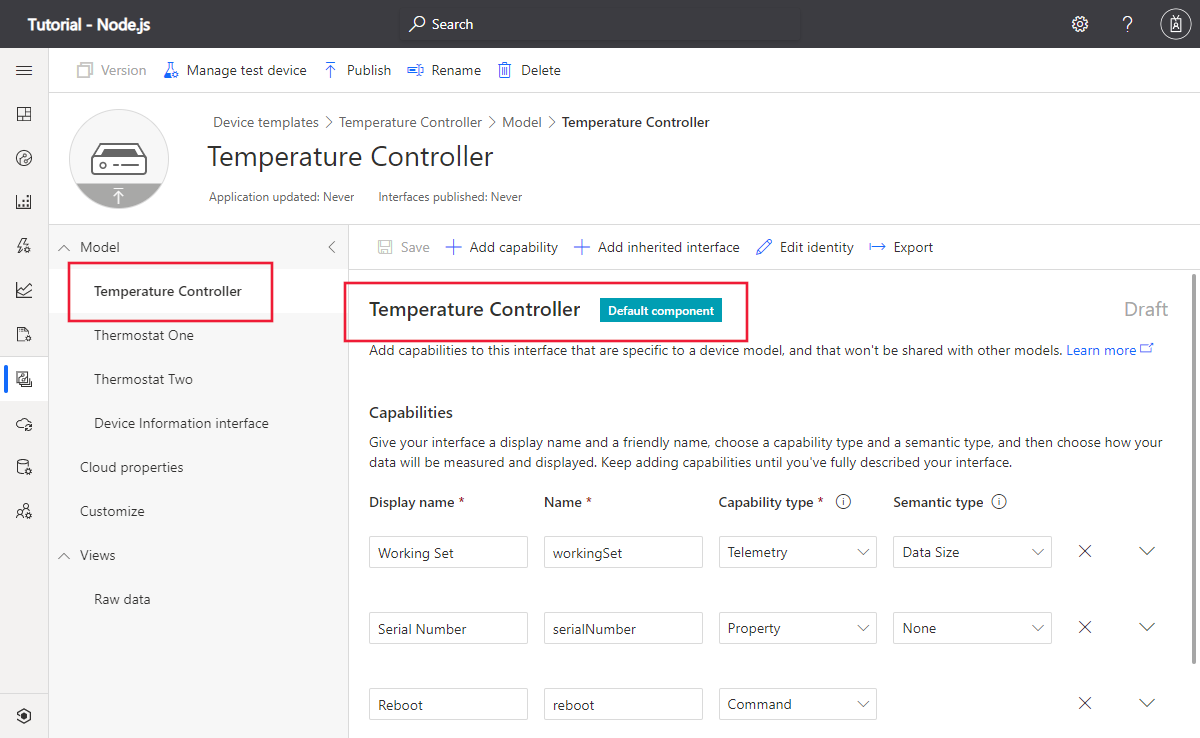 Tutorial - Node.js
Search
?
Version
Manage test device
Publish
Rename
Delete
Device templates > Temperature Controller > Model > Temperature Controller
Temperature Controller
Application updated: Never
Interfaces published: Never
Model
Temperature Controller
Thermostat One
Thermostat Two
Device Information interface
Cloud properties
Customize
Views
Raw data
Save
Add capability
Add inherited interface
Edit identity
Export
Temperature Controller
Default component
Draft
Add capabilities to this interface that are specific to a device model, and that won't be shared with other models. Learn more
Capabilities
Give your interface a display name and a friendly name, choose a capability type and a semantic type, and then choose how your
data will be measured and displayed. Keep adding capabilities until you've fully described your interface.
Display name * Name * Capability type * Semantic type
Working Set workingSet Telemetry Data Size
Serial Number serialNumber Property None
Reboot reboot Command